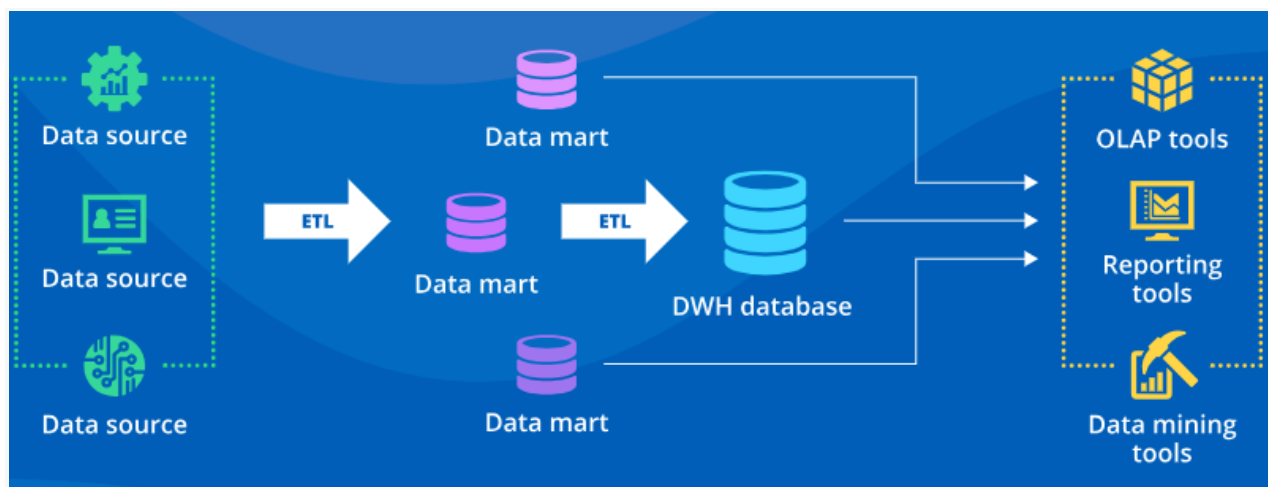 Data source
Data source
Data source
ETL
Data mart
Data mart
Data mart
ETL
DWH database
OLAP tools
Reporting
tools
Data mining
tools